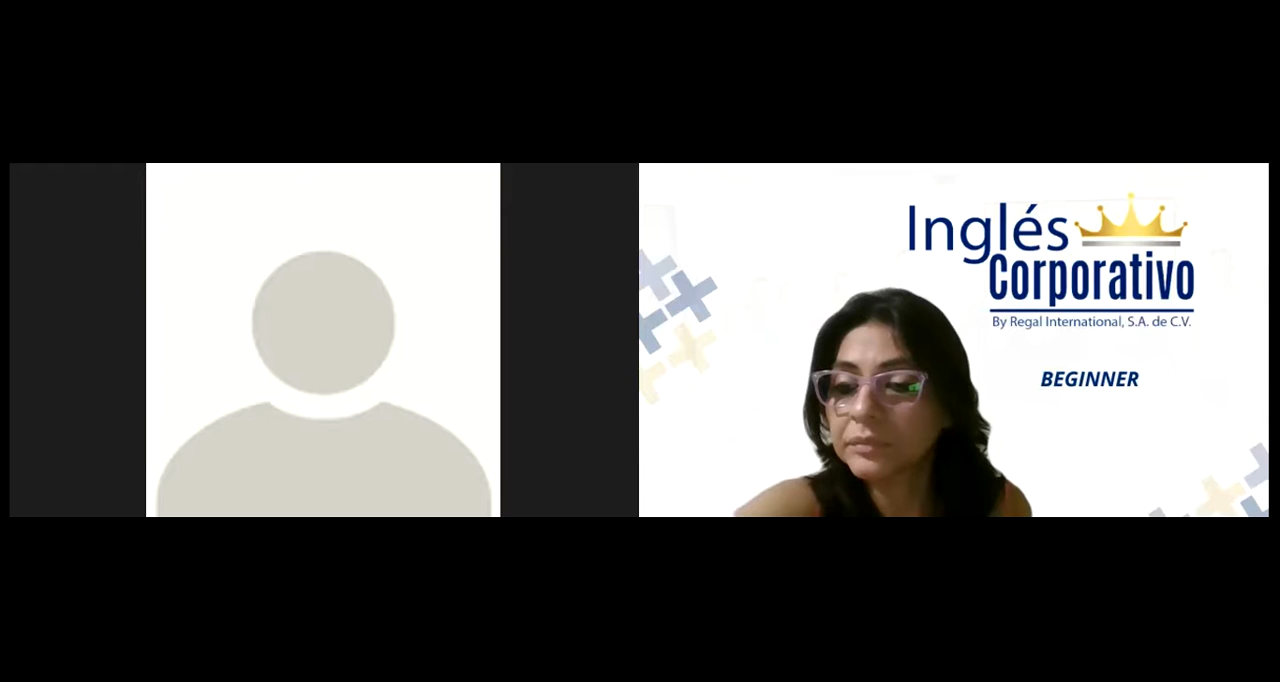 Inglés
Corporativo
By Regal International, S.A. de C.V.
BEGINNER